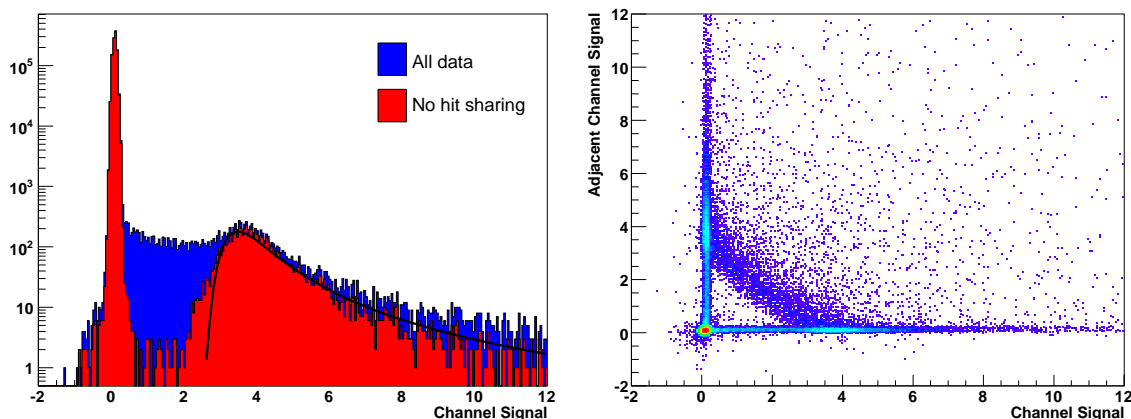 10^5
10^4
10^3
10^2
10
1
All data
No hit sharing
-2 0 2 4 6 8 10 12
Channel Signal
Adjacent Channel Signal
12
10
8
6
4
2
0
-2
-2 0 2 4 6 8 10 12
Channel Signal